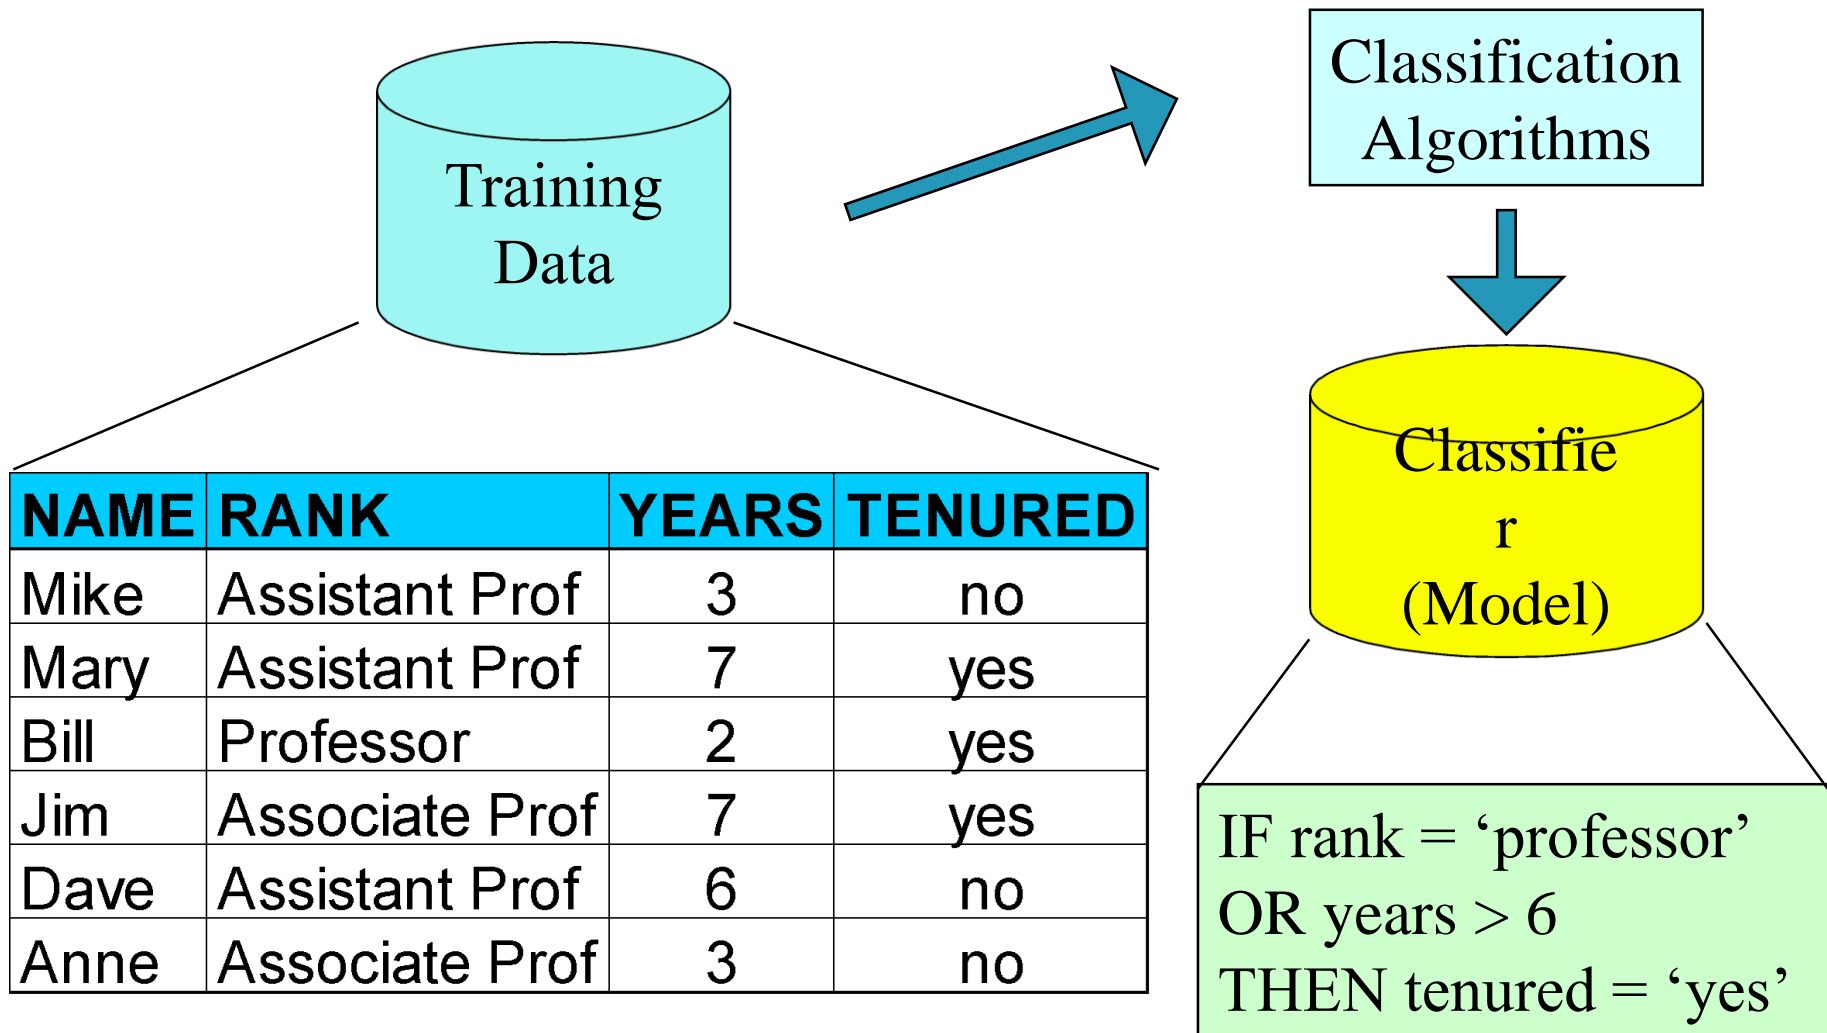 Training
Data
Classification
Algorithms
Classifie
r
(Model)
NAME RANK YEARS TENURED
Mike Assistant Prof 3 no
Mary Assistant Prof 7 yes
Bill Professor 2 yes
Jim Associate Prof 7 yes
Dave Assistant Prof 6 no
Anne Associate Prof 3 no
IF rank = ‘professor’
OR years > 6
THEN tenured = ‘yes’